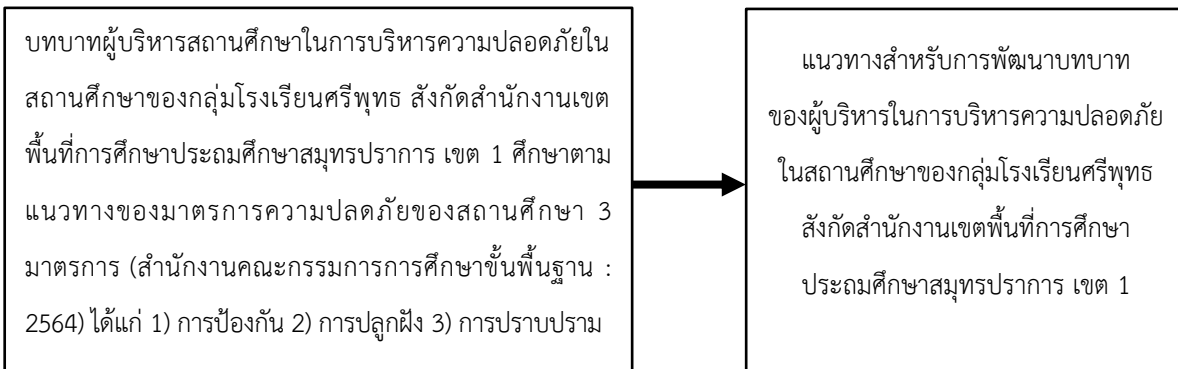 บทบาทผู้บริหารสถานศึกษาในการบริหารความปลอดภัยใน
สถานศึกษาของกลุ่มโรงเรียนศรีพุทธ สังกัดสำนักงานเขต
พื้นที่การศึกษาประถมศึกษาสมุทรปราการ เขต 1 ศึกษาตาม
แนวทางของมาตรการความปลดภัยของสถานศึกษา 3
มาตรการ (สำนักงานคณะกรรมการการศึกษาขั้นพื้นฐาน :
2564) ได้แก่ 1) การป้องกัน 2) การปลูกฝัง 3) การปราบปราม
แนวทางสำหรับการพัฒนาบทบาท
ของผู้บริหารในการบริหารความปลอดภัย
ในสถานศึกษาของกลุ่มโรงเรียนศรีพุทธ
สังกัดสำนักงานเขตพื้นที่การศึกษา
ประถมศึกษาสมุทรปราการ เขต 1